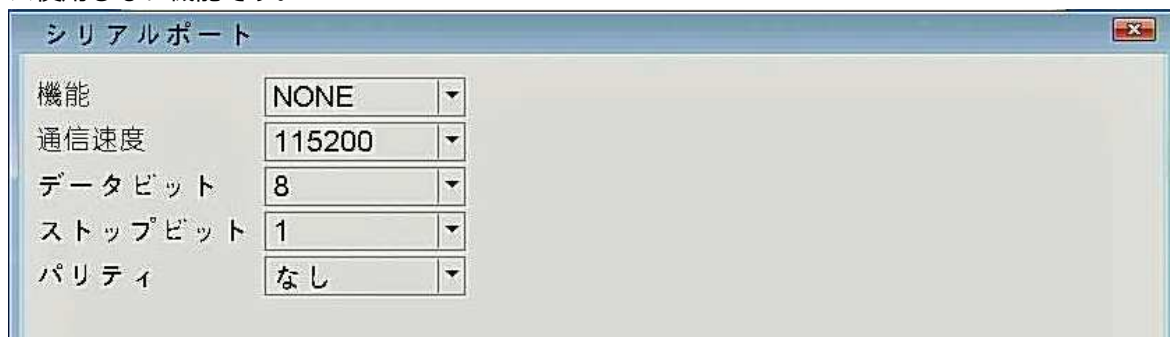 シリアルポート
機能 NONE
通信速度 115200
データビット 8
ストップビット 1
パリティ なし